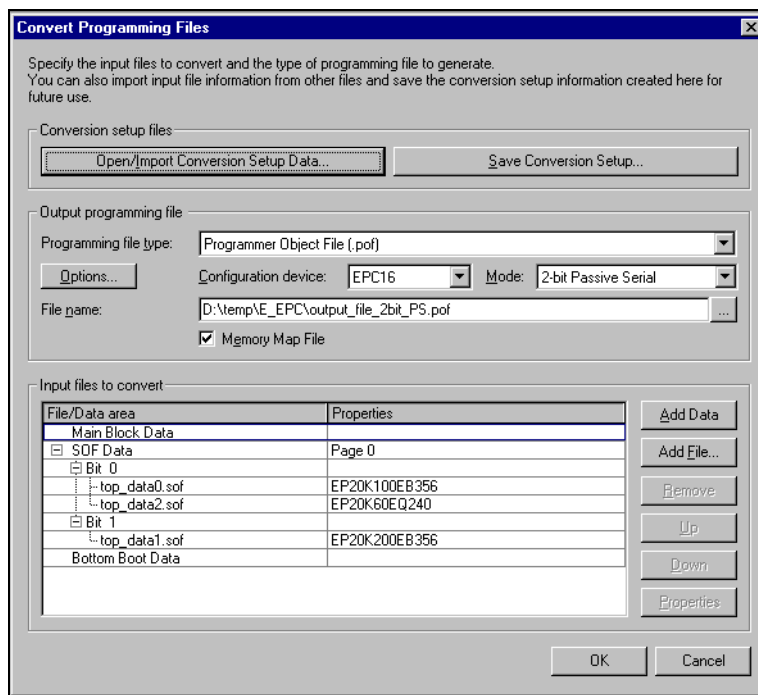 Convert Programming Files
Specify the input files to convert and the type of programming file to generate.
You can also import input file information from other files and save the conversion setup information created here for
future use.
Conversion setup files
Open/Import Conversion Setup Data...
Save Conversion Setup...
Output programming file
Programming file type:
Programmer Object File (.pof)
Options...
Configuration device:
EPC16
Mode:
2-bit Passive Serial
File name:
D:\temp\E_EPC\output_file_2bit_PS.pof
...
Memory Map File
Input files to convert
File/Data area
Properties
Add Data
Main Block Data
SOF Data
Page 0
Add File...
Bit 0
top_data0.sof
EP20K100EB356
Remove
top_data2.sof
EP20K60EQ240
Bit 1
Up
top_data1.sof
EP20K200EB356
Bottom Boot Data
Down
Properties
OK
Cancel